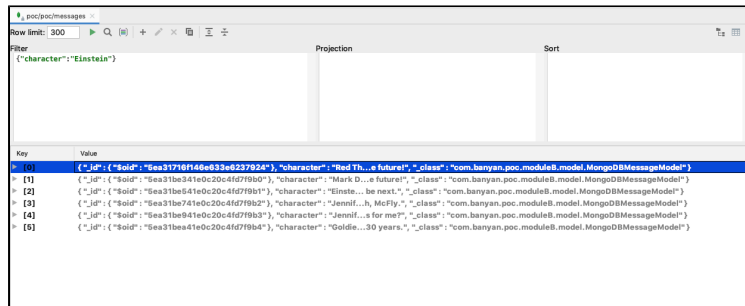 poc/poc/messages
Row limit: 300
Filter
Projection
Sort
{"character":"Einstein"}
Key
Value
[0] {"_id" : {"$oid" : "5ea31716f146e633e6237924"}, "character" : "Red Th...e future!", "_class" : "com.banyan.poc.moduleB.model.MongoDBMessageModel"}
[1] {"_id" : {"$oid" : "5ea31be341e0c20c4fd7f9b0"}, "character" : "Mark D...e future!", "_class" : "com.banyan.poc.moduleB.model.MongoDBMessageModel"}
[2] {"_id" : {"$oid" : "5ea31be541e0c20c4fd7f9b1"}, "character" : "Einste... be next.", "_class" : "com.banyan.poc.moduleB.model.MongoDBMessageModel"}
[3] {"_id" : {"$oid" : "5ea31be741e0c20c4fd7f9b2"}, "character" : "Jennif...h, McFly.", "_class" : "com.banyan.poc.moduleB.model.MongoDBMessageModel"}
[4] {"_id" : {"$oid" : "5ea31be941e0c20c4fd7f9b3"}, "character" : "Jennif...s for me?", "_class" : "com.banyan.poc.moduleB.model.MongoDBMessageModel"}
[5] {"_id" : {"$oid" : "5ea31bea41e0c20c4fd7f9b4"}, "character" : "Goldie...30 years.", "_class" : "com.banyan.poc.moduleB.model.MongoDBMessageModel"}